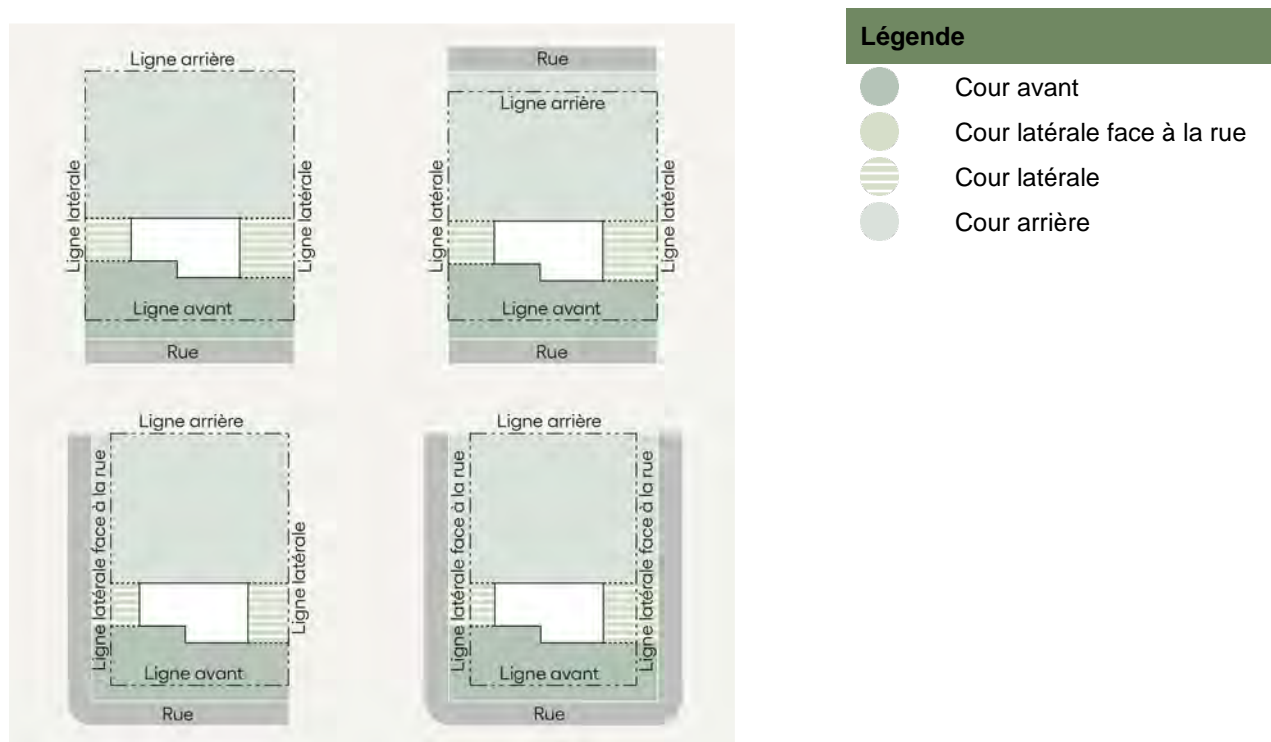 Ligne arrière
Ligne latérale
Ligne latérale
Ligne avant
Rue
Rue
Ligne arrière
Ligne latérale
Ligne latérale
Ligne avant
Rue
Ligne arrière
Ligne latérale face à la rue
Ligne latérale
Ligne avant
Rue
Ligne arrière
Ligne latérale face à la rue
Ligne latérale face à la rue
Ligne avant
Rue
Légende
Cour avant
Cour latérale face à la rue
Cour latérale
Cour arrière